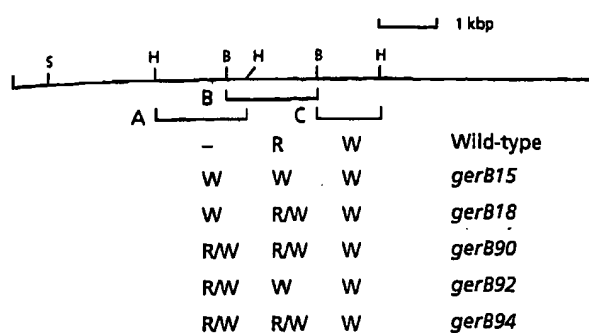 1 kbp
S H B H B H
B
A C
– R W Wild-type
W W W gerB15
W R/W W gerB18
R/W R/W W gerB90
R/W W W gerB92
R/W R/W W gerB94